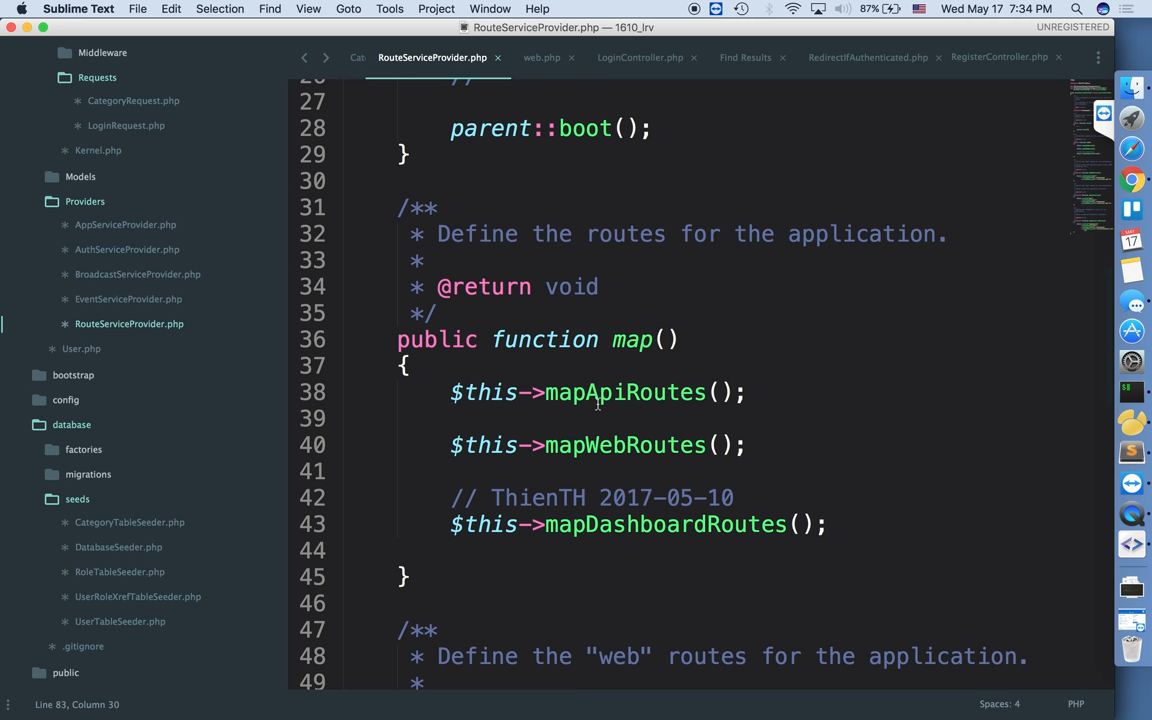 Sublime Text File Edit Selection Find View Goto Tools Project Window Help 87% Wed May 17 7:34 PM
RouteServiceProvider.php — 1610_lrv UNREGISTERED
Cat RouteServiceProvider.php × web.php × LoginController.php × Find Results × RedirectIfAuthenticated.php × RegisterController.php ×
Middleware
Requests
CategoryRequest.php
LoginRequest.php
Kernel.php
Models
Providers
AppServiceProvider.php
AuthServiceProvider.php
BroadcastServiceProvider.php
EventServiceProvider.php
RouteServiceProvider.php
User.php
bootstrap
config
database
factories
migrations
seeds
CategoryTableSeeder.php
DatabaseSeeder.php
RoleTableSeeder.php
UserRoleXrefTableSeeder.php
UserTableSeeder.php
.gitignore
public
26 //
27
28 parent::boot();
29 }
30
31 /**
32 * Define the routes for the application.
33 *
34 * @return void
35 */
36 public function map()
37 {
38 $this->mapApiRoutes();
39
40 $this->mapWebRoutes();
41
42 // ThienTH 2017-05-10
43 $this->mapDashboardRoutes();
44
45 }
46
47 /**
48 * Define the "web" routes for the application.
49 *
MAY
17
Line 83, Column 30 Spaces: 4 PHP